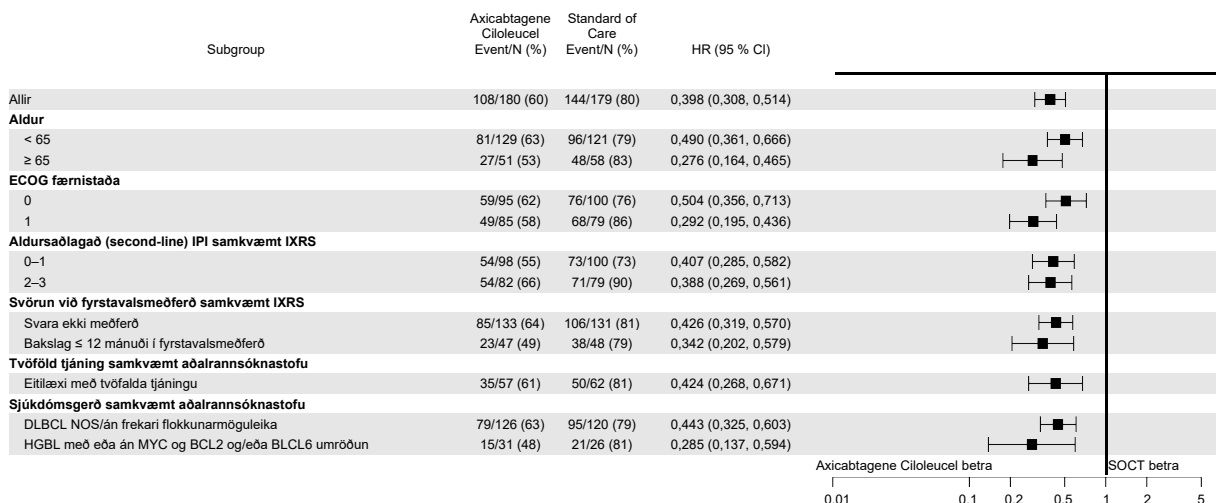 Subgroup
Axicabtagene Ciloleucel Event/N (%)
Standard of Care Event/N (%)
HR (95 % CI)
Allir 108/180 (60) 144/179 (80) 0,398 (0,308, 0,514)
Aldur
< 65 81/129 (63) 96/121 (79) 0,490 (0,361, 0,666)
≥ 65 27/51 (53) 48/58 (83) 0,276 (0,164, 0,465)
ECOG færnistaða
0 59/95 (62) 76/100 (76) 0,504 (0,356, 0,713)
1 49/85 (58) 68/79 (86) 0,292 (0,195, 0,436)
Aldursaðlagað (second-line) IPI samkvæmt IXRS
0–1 54/98 (55) 73/100 (73) 0,407 (0,285, 0,582)
2–3 54/82 (66) 71/79 (90) 0,388 (0,269, 0,561)
Svörun við fyrstavalsmeðferð samkvæmt IXRS
Svara ekki meðferð 85/133 (64) 106/131 (81) 0,426 (0,319, 0,570)
Bakslag ≤ 12 mánuði í fyrstavalsmeðferð 23/47 (49) 38/48 (79) 0,342 (0,202, 0,579)
Tvöföld tjáning samkvæmt aðalrannsóknastofu
Eitilæxi með tvöfalda tjáningu 35/57 (61) 50/62 (81) 0,424 (0,268, 0,671)
Sjúkdómsgerð samkvæmt aðalrannsóknastofu
DLBCL NOS/án frekari flokkunarmöguleika 79/126 (63) 95/120 (79) 0,443 (0,325, 0,603)
HGBL með eða án MYC og BCL2 og/eða BLCL6 umröðun 15/31 (48) 21/26 (81) 0,285 (0,137, 0,594)
Axicabtagene Ciloleucel betra SOCT betra
0.01 0.1 0.2 0.5 1 2 5